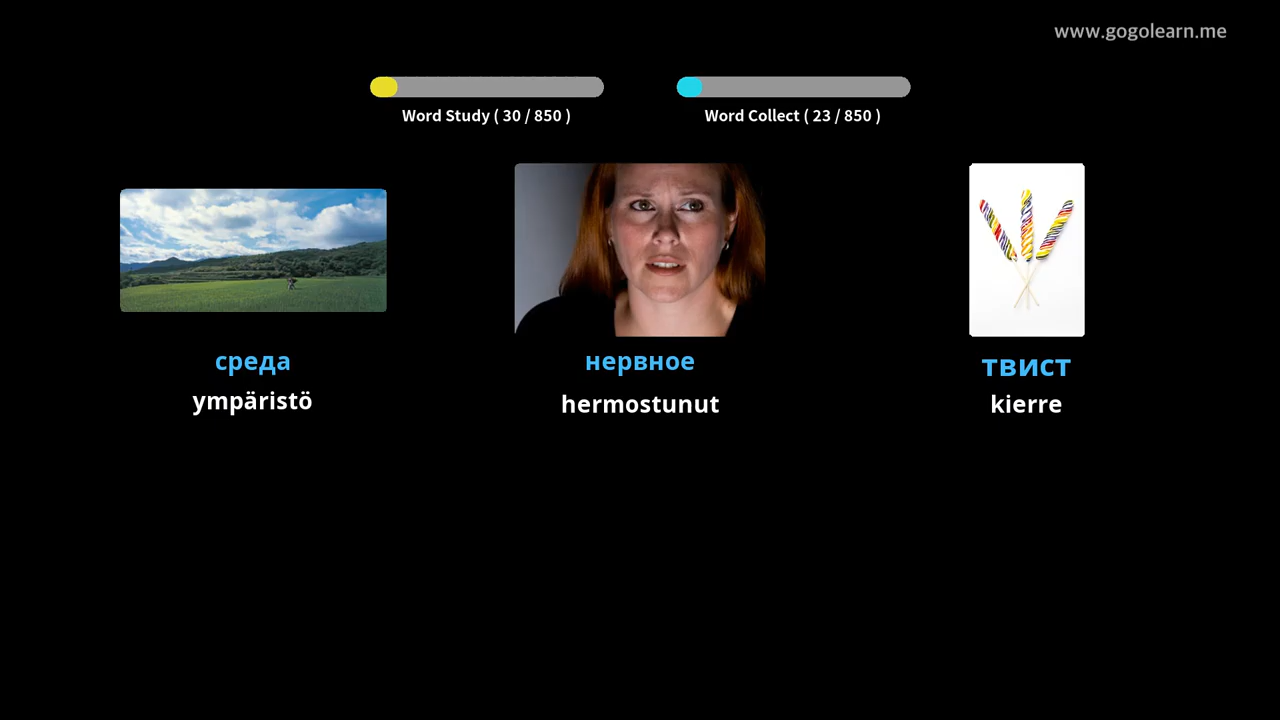 www.gogolearn.me
Word Study ( 30 / 850 )
Word Collect ( 23 / 850 )
среда
нервное
твист
ympäristö
hermostunut
kierre